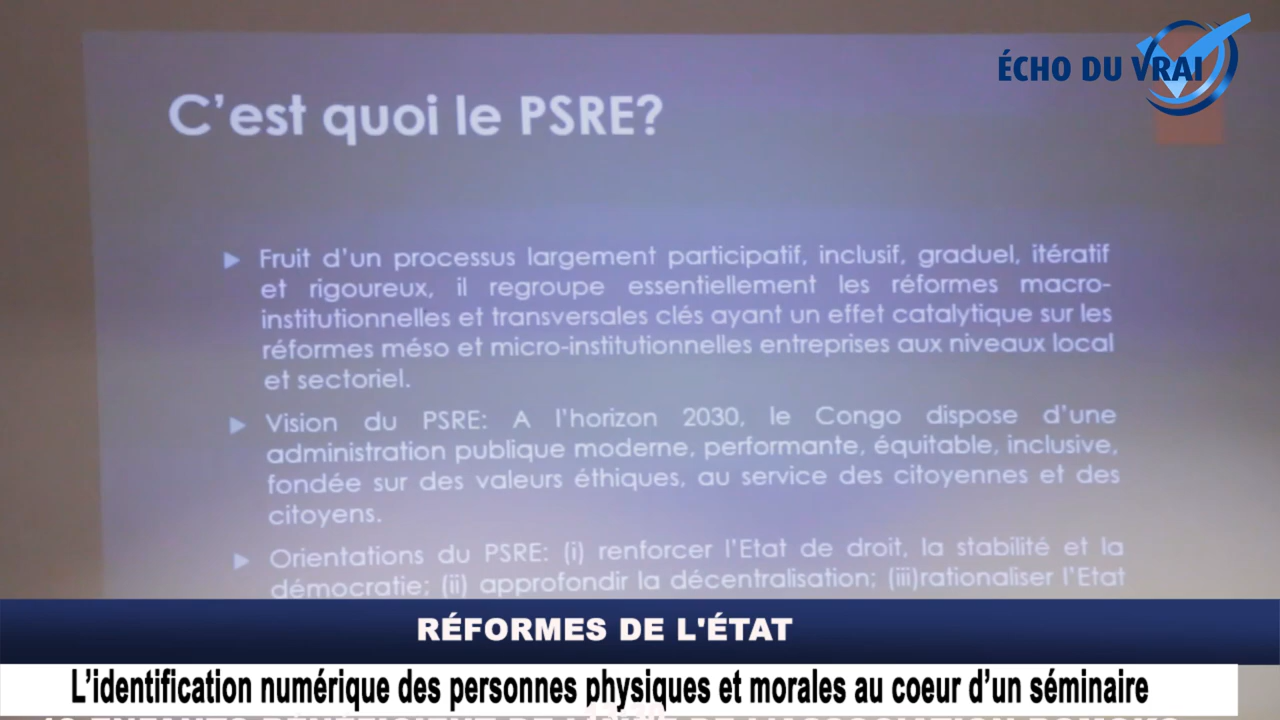 ÉCHO DU VRAI
C'est quoi le PSRE?
► Fruit d'un processus largement participatif, inclusif, graduel, itératif
et rigoureux, il regroupe essentiellement les réformes macro-
institutionnelles et transversales clés ayant un effet catalytique sur les
réformes méso et micro-institutionnelles entreprises aux niveaux local
et sectoriel.
► Vision du PSRE: A l'horizon 2030, le Congo dispose d'une
administration publique moderne, performante, équitable, inclusive,
fondée sur des valeurs éthiques, au service des citoyennes et des
citoyens.
► Orientations du PSRE: (i) renforcer l'Etat de droit, la stabilité et la
démocratie; (ii) approfondir la décentralisation; (iii)rationaliser l'Etat
RÉFORMES DE L'ÉTAT
L'identification numérique des personnes physiques et morales au coeur d'un séminaire